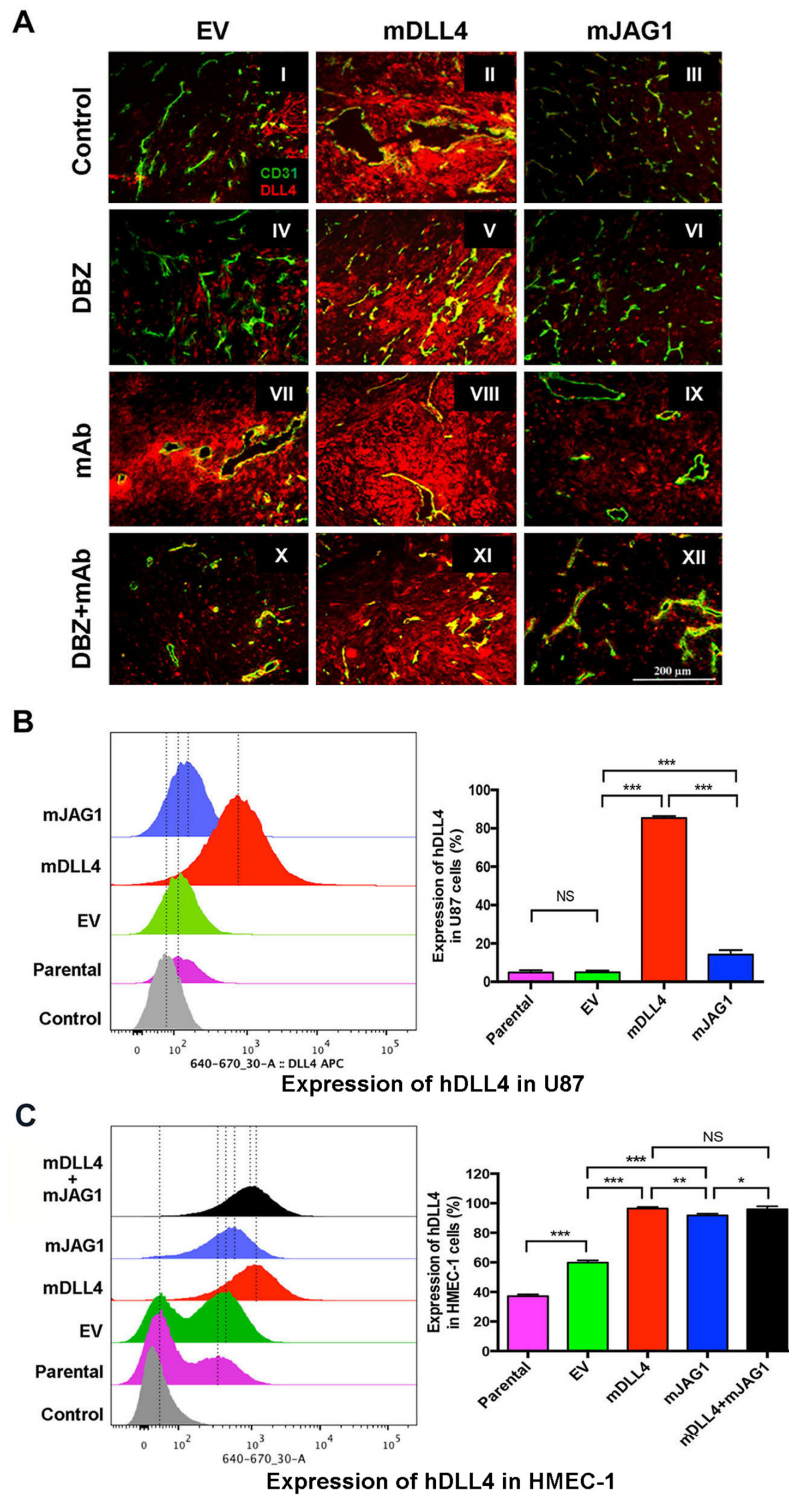 A
EV mDLL4 mJAG1
Control
I II III
CD31
DLL4
DBZ
IV V VI
mAb
VII VIII IX
DBZ+mAb
X XI XII
200 µm
B
mJAG1
mDLL4
EV
Parental
Control
0 10² 10³ 10⁴ 10⁵
640-670_30-A :: DLL4 APC
Expression of hDLL4
in U87 cells (%)
100
80
60
40
20
0
NS
***
*** ***
Parental EV mDLL4 mJAG1
Expression of hDLL4 in U87
C
mDLL4
+
mJAG1
mJAG1
mDLL4
EV
Parental
Control
0 10² 10³ 10⁴ 10⁵
640-670_30-A
Expression of hDLL4
in HMEC-1 cells (%)
120
100
80
60
40
20
0
NS
***
*** ** *
***
Parental EV mDLL4 mJAG1 mDLL4+mJAG1
Expression of hDLL4 in HMEC-1